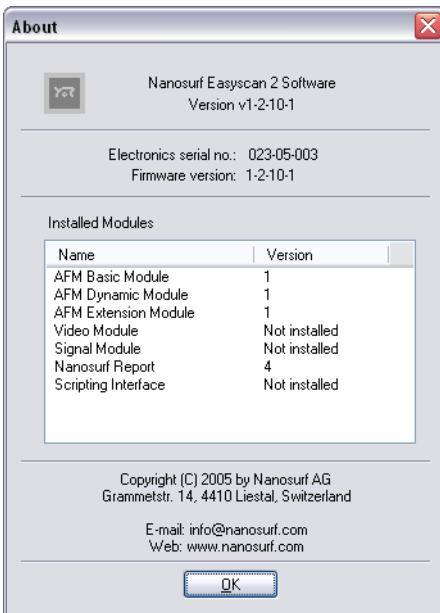 About
Nanosurf Easyscan 2 Software
Version v1-2-10-1
Electronics serial no.: 023-05-003
Firmware version: 1-2-10-1
Installed Modules
Name Version
AFM Basic Module 1
AFM Dynamic Module 1
AFM Extension Module 1
Video Module Not installed
Signal Module Not installed
Nanosurf Report 4
Scripting Interface Not installed
Copyright (C) 2005 by Nanosurf AG
Grammetstr. 14, 4410 Liestal, Switzerland
E-mail: info@nanosurf.com
Web: www.nanosurf.com
OK